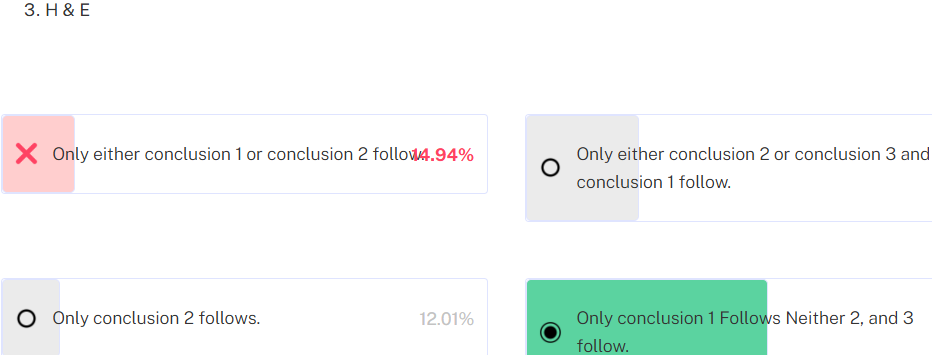 3. H & E
Only either conclusion 1 or conclusion 2 follow.
14.94%
Only either conclusion 2 or conclusion 3 and
conclusion 1 follow.
Only conclusion 2 follows.
12.01%
Only conclusion 1 Follows Neither 2, and 3
follow.